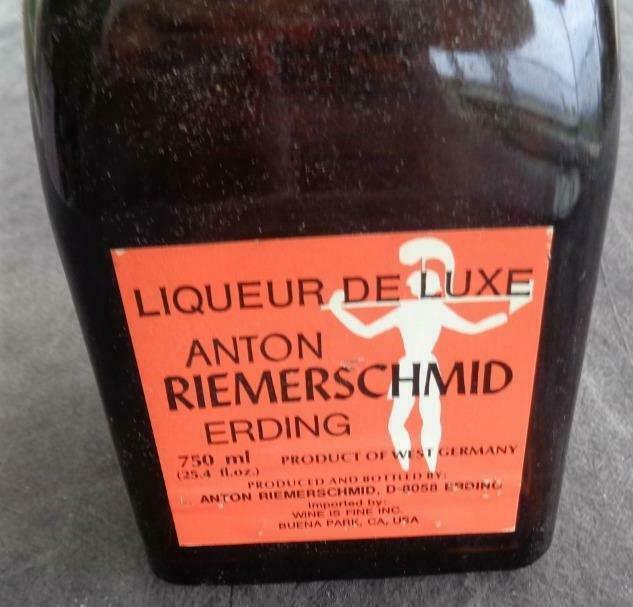 LIQUEUR DE LUXE
ANTON
RIEMERSCHMID
ERDING
750 ml PRODUCT OF WEST GERMANY
(25.4 fl.oz.)
PRODUCED AND BOTTLED BY:
ANTON RIEMERSCHMID, D-8058 ERDING
Imported by:
WINE IS FINE INC.
BUENA PARK, CA, USA